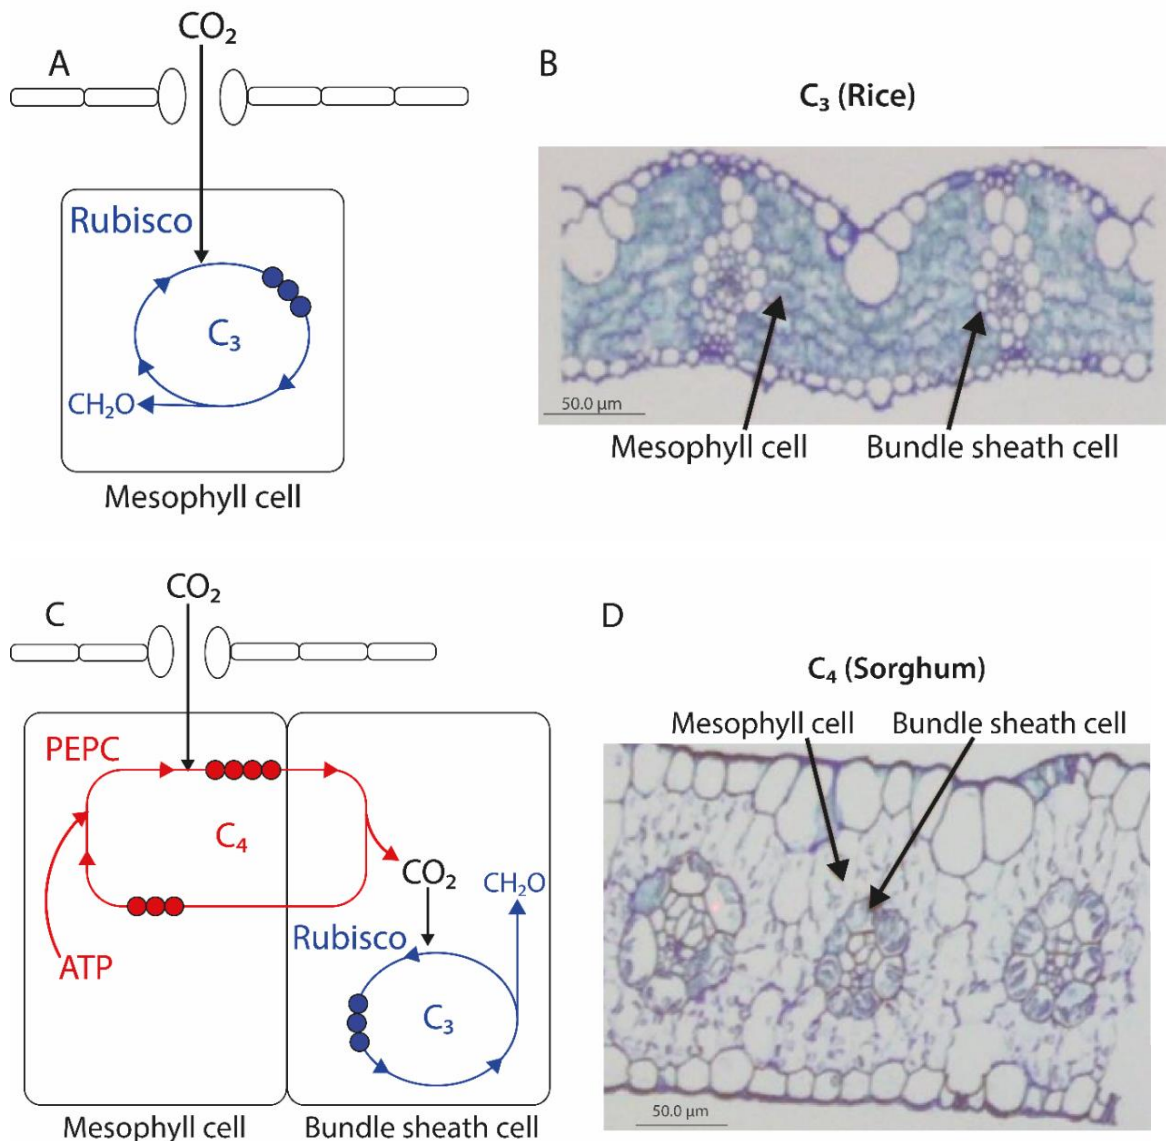 CO₂
A
Rubisco
C₃
CH₂O
Mesophyll cell
B
C₃ (Rice)
50.0 µm
Mesophyll cell
Bundle sheath cell
CO₂
C
PEPC
C₄
CO₂
CH₂O
Rubisco
ATP
C₃
Mesophyll cell
Bundle sheath cell
D
C₄ (Sorghum)
Mesophyll cell
Bundle sheath cell
50.0 µm